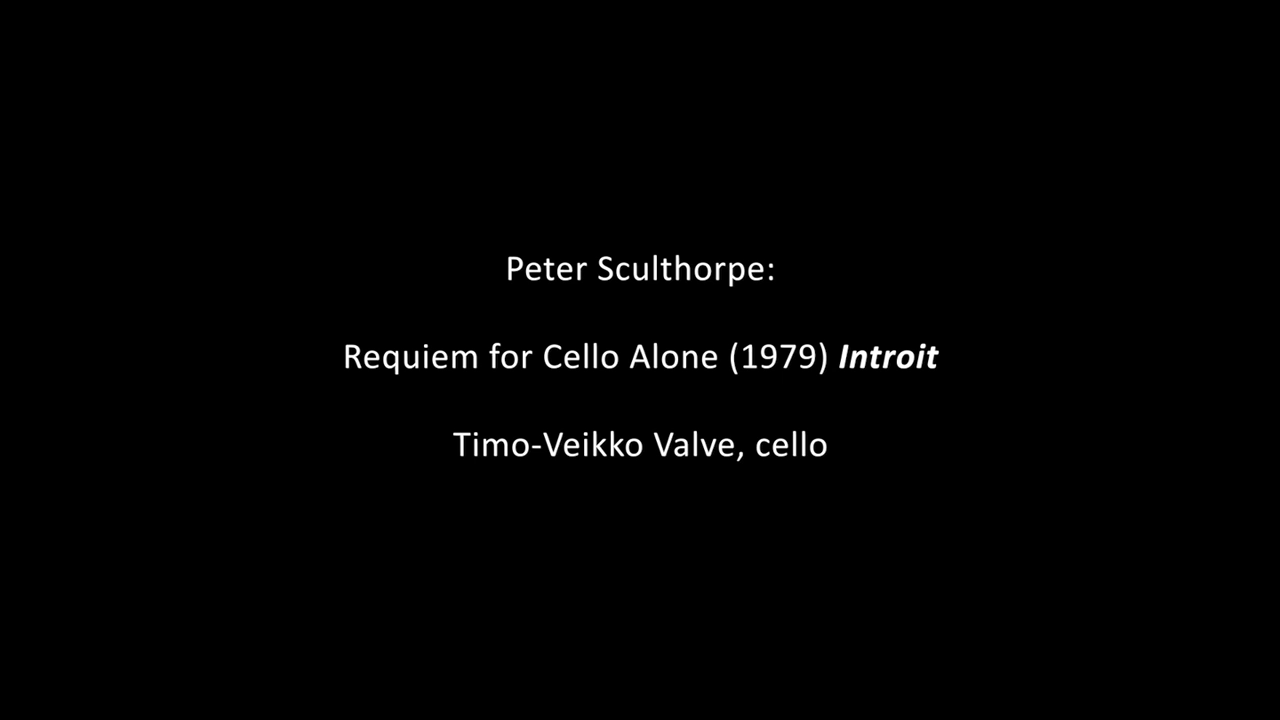 Peter Sculthorpe:
Requiem for Cello Alone (1979) Introit
Timo-Veikko Valve, cello